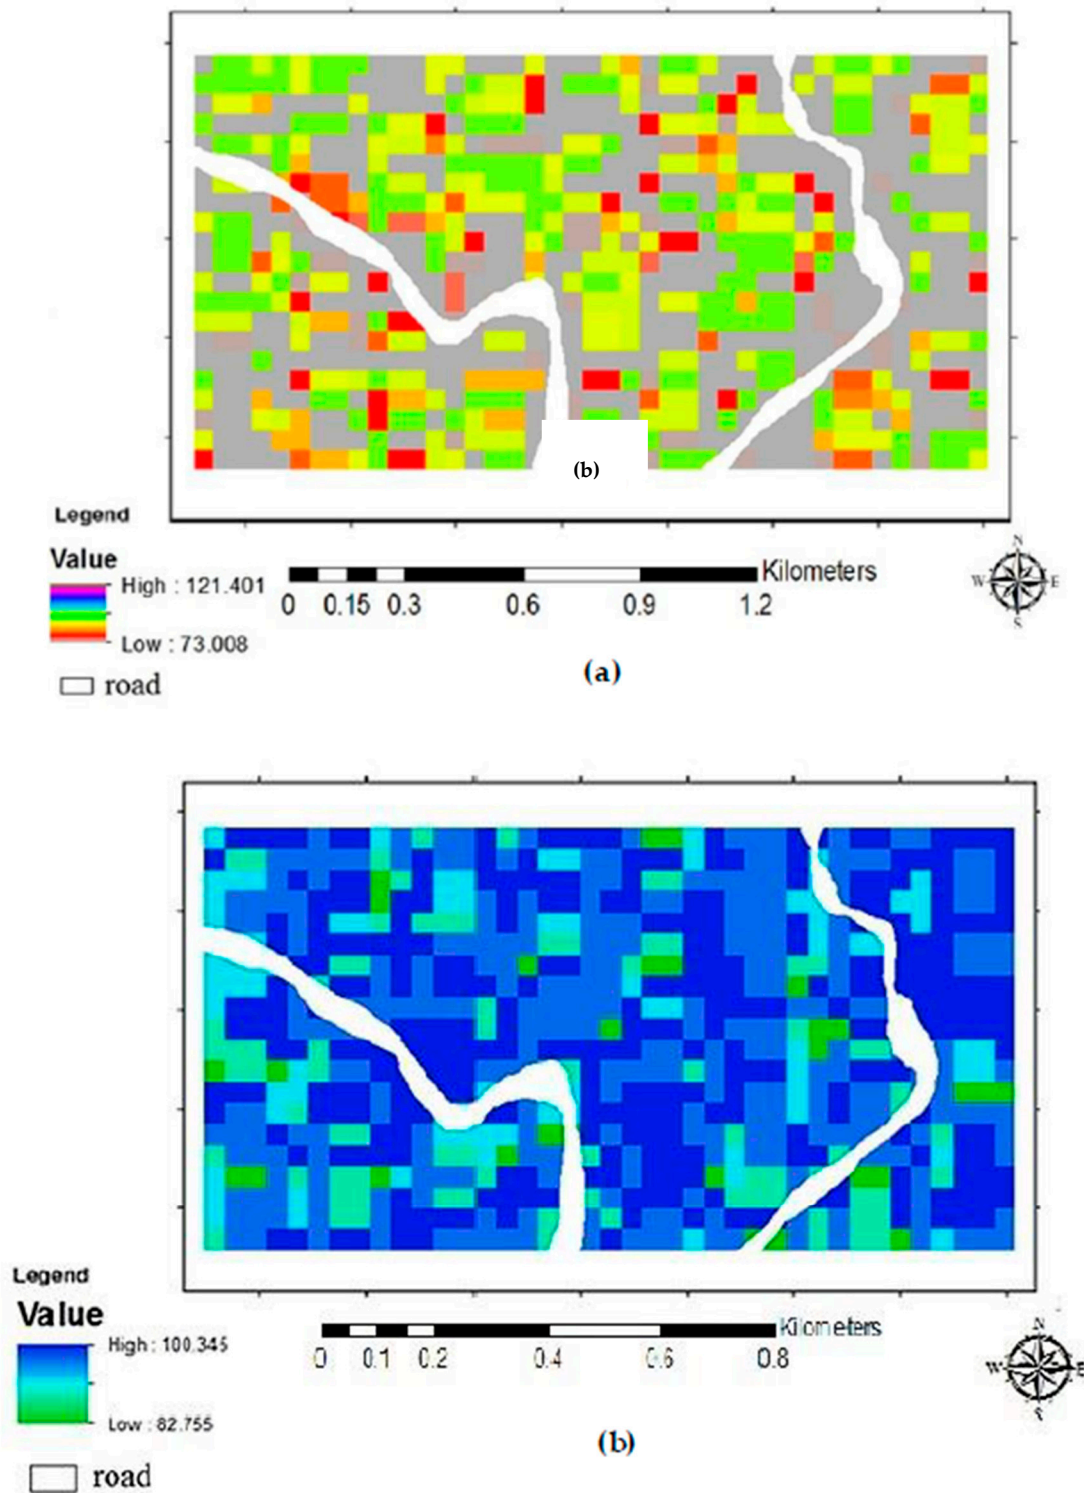 (b)
Legend
Value
High : 121.401
Low : 73.008
road
Kilometers
0 0.15 0.3 0.6 0.9 1.2
N
W E
S
(a)
Legend
Value
High : 100.345
Low : 82.755
road
Kilometers
0 0.1 0.2 0.4 0.6 0.8
N
W E
(b)